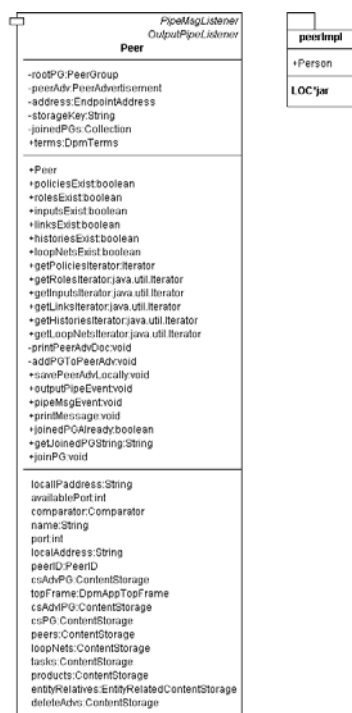 PipeMsgListener
OutputPipeListener
Peer
-rootPG:PeerGroup
-peerAdv:PeerAdvertisement
-address:EndpointAddress
-storageKey:String
-joinedPGs:Collection
+terms:DpmTerms
+Peer
+policiesExist:boolean
+rolesExist:boolean
+inputsExist:boolean
+linksExist:boolean
+historiesExist:boolean
+loopNetsExist:boolean
+getPoliciesIterator:Iterator
+getRolesIterator:java.util.Iterator
+getInputsIterator:java.util.Iterator
+getLinksIterator:java.util.Iterator
+getHistoriesIterator:java.util.Iterator
+getLoopNetsIterator:java.util.Iterator
-printPeerAdvDoc:void
-addPGToPeerAdv:void
+savePeerAdvLocally:void
+outputPipeEvent:void
+pipeMsgEvent:void
+printMessage:void
+joinedPGAlready:boolean
+getJoinedPGString:String
+joinPG:void
localIPaddress:String
availablePort:int
comparator:Comparator
name:String
port:int
localAddress:String
peerID:PeerID
csAdvPG:ContentStorage
topFrame:DpmAppTopFrame
csAdvIPG:ContentStorage
csPG:ContentStorage
peers:ContentStorage
loopNets:ContentStorage
tasks:ContentStorage
products:ContentStorage
entityRelatives:EntityRelatedContentStorage
deleteAdvs:ContentStorage
peerImpl
+Person
LOC*jar